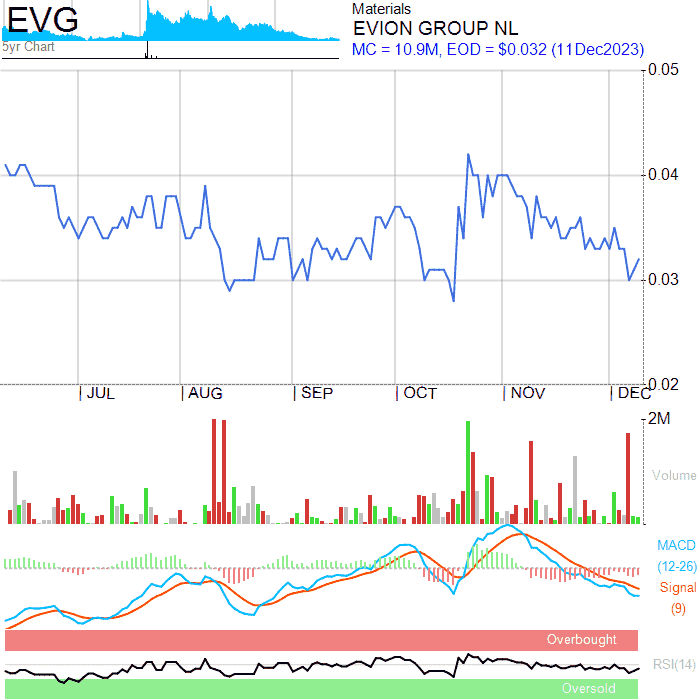 EVG
5yr Chart
Materials
EVION GROUP NL
MC = 10.9M, EOD = $0.032 (11Dec2023)
0.05
0.04
0.03
0.02
JUL AUG SEP OCT NOV DEC
2M
Volume
MACD
(12-26)
Signal
(9)
Overbought
RSI(14)
Oversold